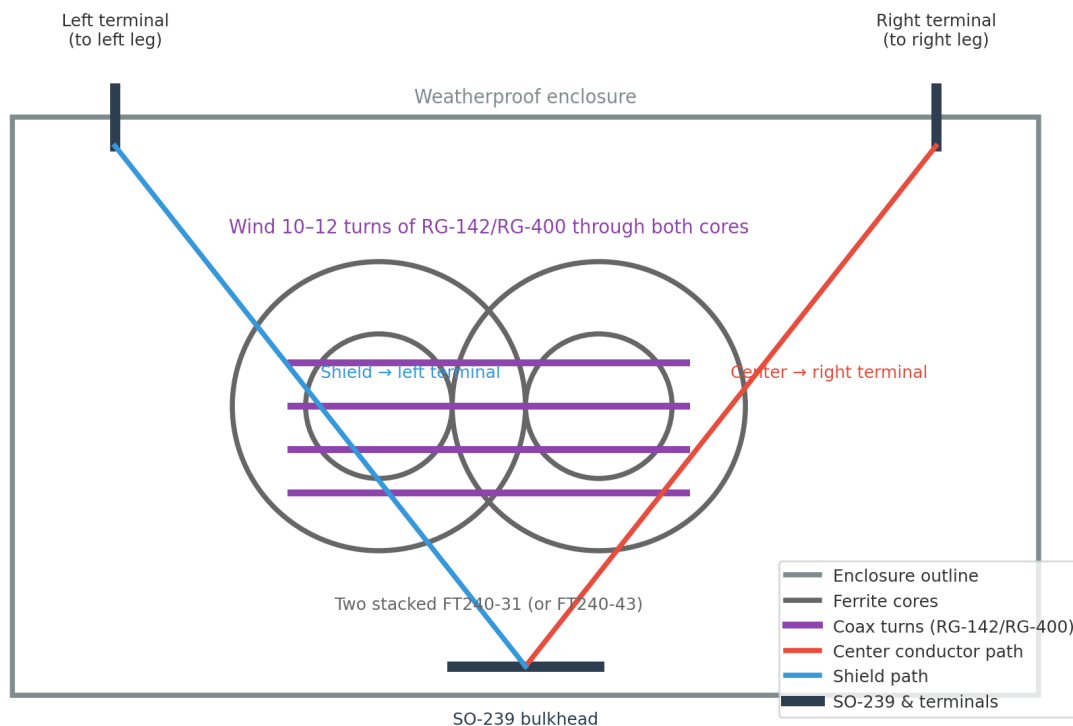 Left terminal
(to left leg)
Right terminal
(to right leg)
Weatherproof enclosure
Wind 10–12 turns of RG-142/RG-400 through both cores
Shield → left terminal
Center → right terminal
Two stacked FT240-31 (or FT240-43)
Enclosure outline
Ferrite cores
Coax turns (RG-142/RG-400)
Center conductor path
Shield path
SO-239 & terminals
SO-239 bulkhead